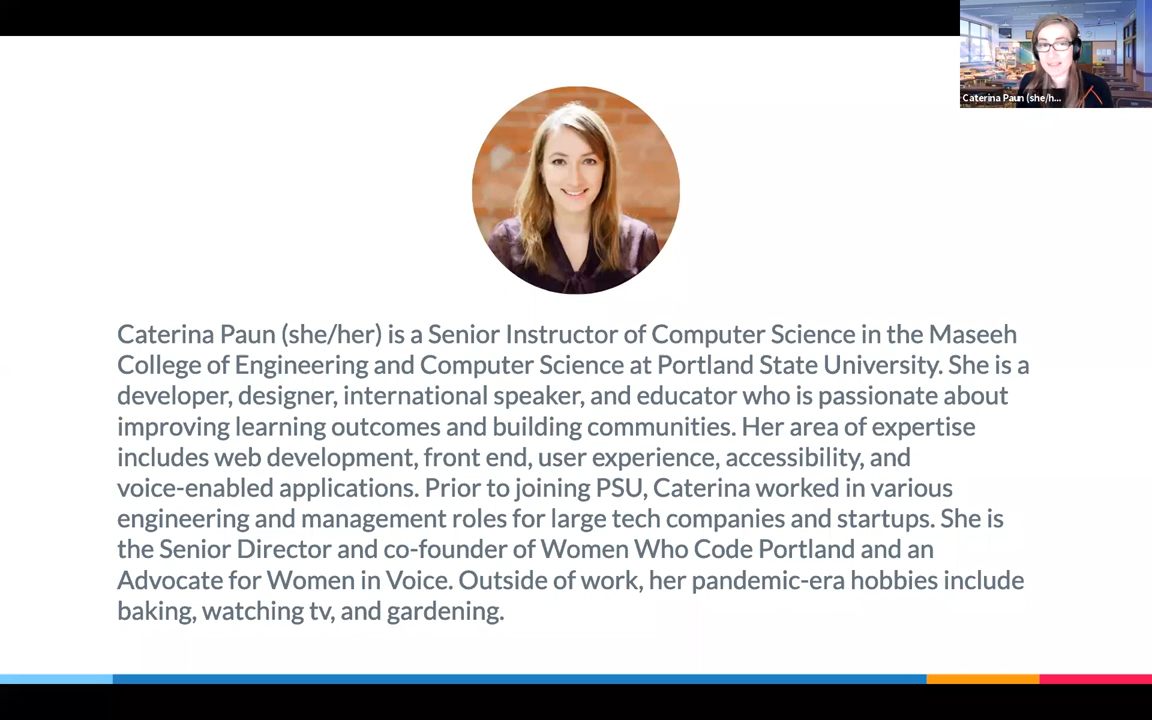 Caterina Paun (she/h...
Caterina Paun (she/her) is a Senior Instructor of Computer Science in the Maseeh
College of Engineering and Computer Science at Portland State University. She is a
developer, designer, international speaker, and educator who is passionate about
improving learning outcomes and building communities. Her area of expertise
includes web development, front end, user experience, accessibility, and
voice-enabled applications. Prior to joining PSU, Caterina worked in various
engineering and management roles for large tech companies and startups. She is
the Senior Director and co-founder of Women Who Code Portland and an
Advocate for Women in Voice. Outside of work, her pandemic-era hobbies include
baking, watching tv, and gardening.